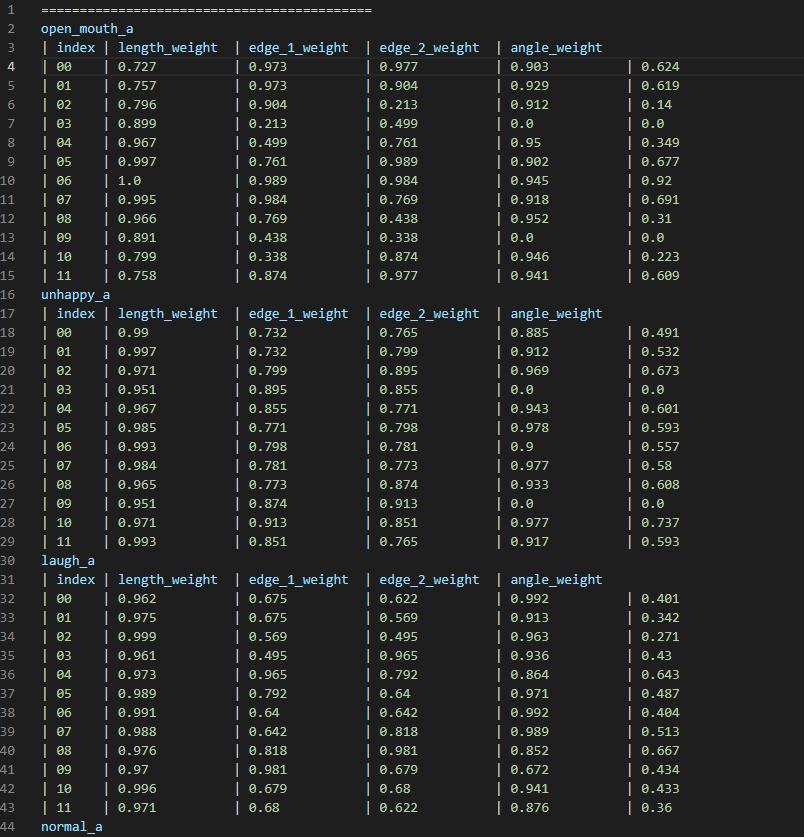 1 ==========================================
2 open_mouth_a
3 | index | length_weight | edge_1_weight | edge_2_weight | angle_weight
4 | 00 | 0.727 | 0.973 | 0.977 | 0.903 | 0.624
5 | 01 | 0.757 | 0.973 | 0.904 | 0.929 | 0.619
6 | 02 | 0.796 | 0.904 | 0.213 | 0.912 | 0.14
7 | 03 | 0.899 | 0.213 | 0.499 | 0.0 | 0.0
8 | 04 | 0.967 | 0.499 | 0.761 | 0.95 | 0.349
9 | 05 | 0.997 | 0.761 | 0.989 | 0.902 | 0.677
10 | 06 | 1.0 | 0.989 | 0.984 | 0.945 | 0.92
11 | 07 | 0.995 | 0.984 | 0.769 | 0.918 | 0.691
12 | 08 | 0.966 | 0.769 | 0.438 | 0.952 | 0.31
13 | 09 | 0.891 | 0.438 | 0.338 | 0.0 | 0.0
14 | 10 | 0.799 | 0.338 | 0.874 | 0.946 | 0.223
15 | 11 | 0.758 | 0.874 | 0.977 | 0.941 | 0.609
16 unhappy_a
17 | index | length_weight | edge_1_weight | edge_2_weight | angle_weight
18 | 00 | 0.99 | 0.732 | 0.765 | 0.885 | 0.491
19 | 01 | 0.997 | 0.732 | 0.799 | 0.912 | 0.532
20 | 02 | 0.971 | 0.799 | 0.895 | 0.969 | 0.673
21 | 03 | 0.951 | 0.895 | 0.855 | 0.0 | 0.0
22 | 04 | 0.967 | 0.855 | 0.771 | 0.943 | 0.601
23 | 05 | 0.985 | 0.771 | 0.798 | 0.978 | 0.593
24 | 06 | 0.993 | 0.798 | 0.781 | 0.9 | 0.557
25 | 07 | 0.984 | 0.781 | 0.773 | 0.977 | 0.58
26 | 08 | 0.965 | 0.773 | 0.874 | 0.933 | 0.608
27 | 09 | 0.951 | 0.874 | 0.913 | 0.0 | 0.0
28 | 10 | 0.971 | 0.913 | 0.851 | 0.977 | 0.737
29 | 11 | 0.993 | 0.851 | 0.765 | 0.917 | 0.593
30 laugh_a
31 | index | length_weight | edge_1_weight | edge_2_weight | angle_weight
32 | 00 | 0.962 | 0.675 | 0.622 | 0.992 | 0.401
33 | 01 | 0.975 | 0.675 | 0.569 | 0.913 | 0.342
34 | 02 | 0.999 | 0.569 | 0.495 | 0.963 | 0.271
35 | 03 | 0.961 | 0.495 | 0.965 | 0.936 | 0.43
36 | 04 | 0.973 | 0.965 | 0.792 | 0.864 | 0.643
37 | 05 | 0.989 | 0.792 | 0.64 | 0.971 | 0.487
38 | 06 | 0.991 | 0.64 | 0.642 | 0.992 | 0.404
39 | 07 | 0.988 | 0.642 | 0.818 | 0.989 | 0.513
40 | 08 | 0.976 | 0.818 | 0.981 | 0.852 | 0.667
41 | 09 | 0.97 | 0.981 | 0.679 | 0.672 | 0.434
42 | 10 | 0.996 | 0.679 | 0.68 | 0.941 | 0.433
43 | 11 | 0.971 | 0.68 | 0.622 | 0.876 | 0.36
44 normal_a